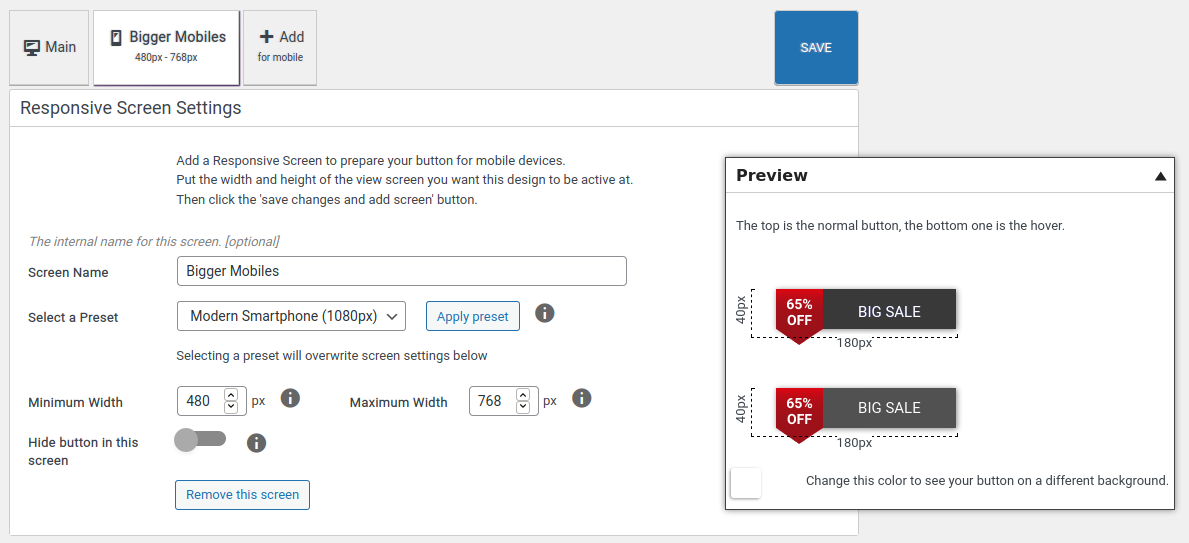 Main
Bigger Mobiles
480px - 768px
Add
for mobile
SAVE
Responsive Screen Settings
Add a Responsive Screen to prepare your button for mobile devices.
Put the width and height of the view screen you want this design to be active at.
Then click the 'save changes and add screen' button.
The internal name for this screen. [optional]
Screen Name
Bigger Mobiles
Select a Preset
Modern Smartphone (1080px)
Apply preset
Selecting a preset will overwrite screen settings below
Minimum Width
480
px
Maximum Width
768
px
Hide button in this
screen
Remove this screen
Preview
The top is the normal button, the bottom one is the hover.
40px
65%
OFF
BIG SALE
180px
40px
65%
OFF
BIG SALE
180px
Change this color to see your button on a different background.